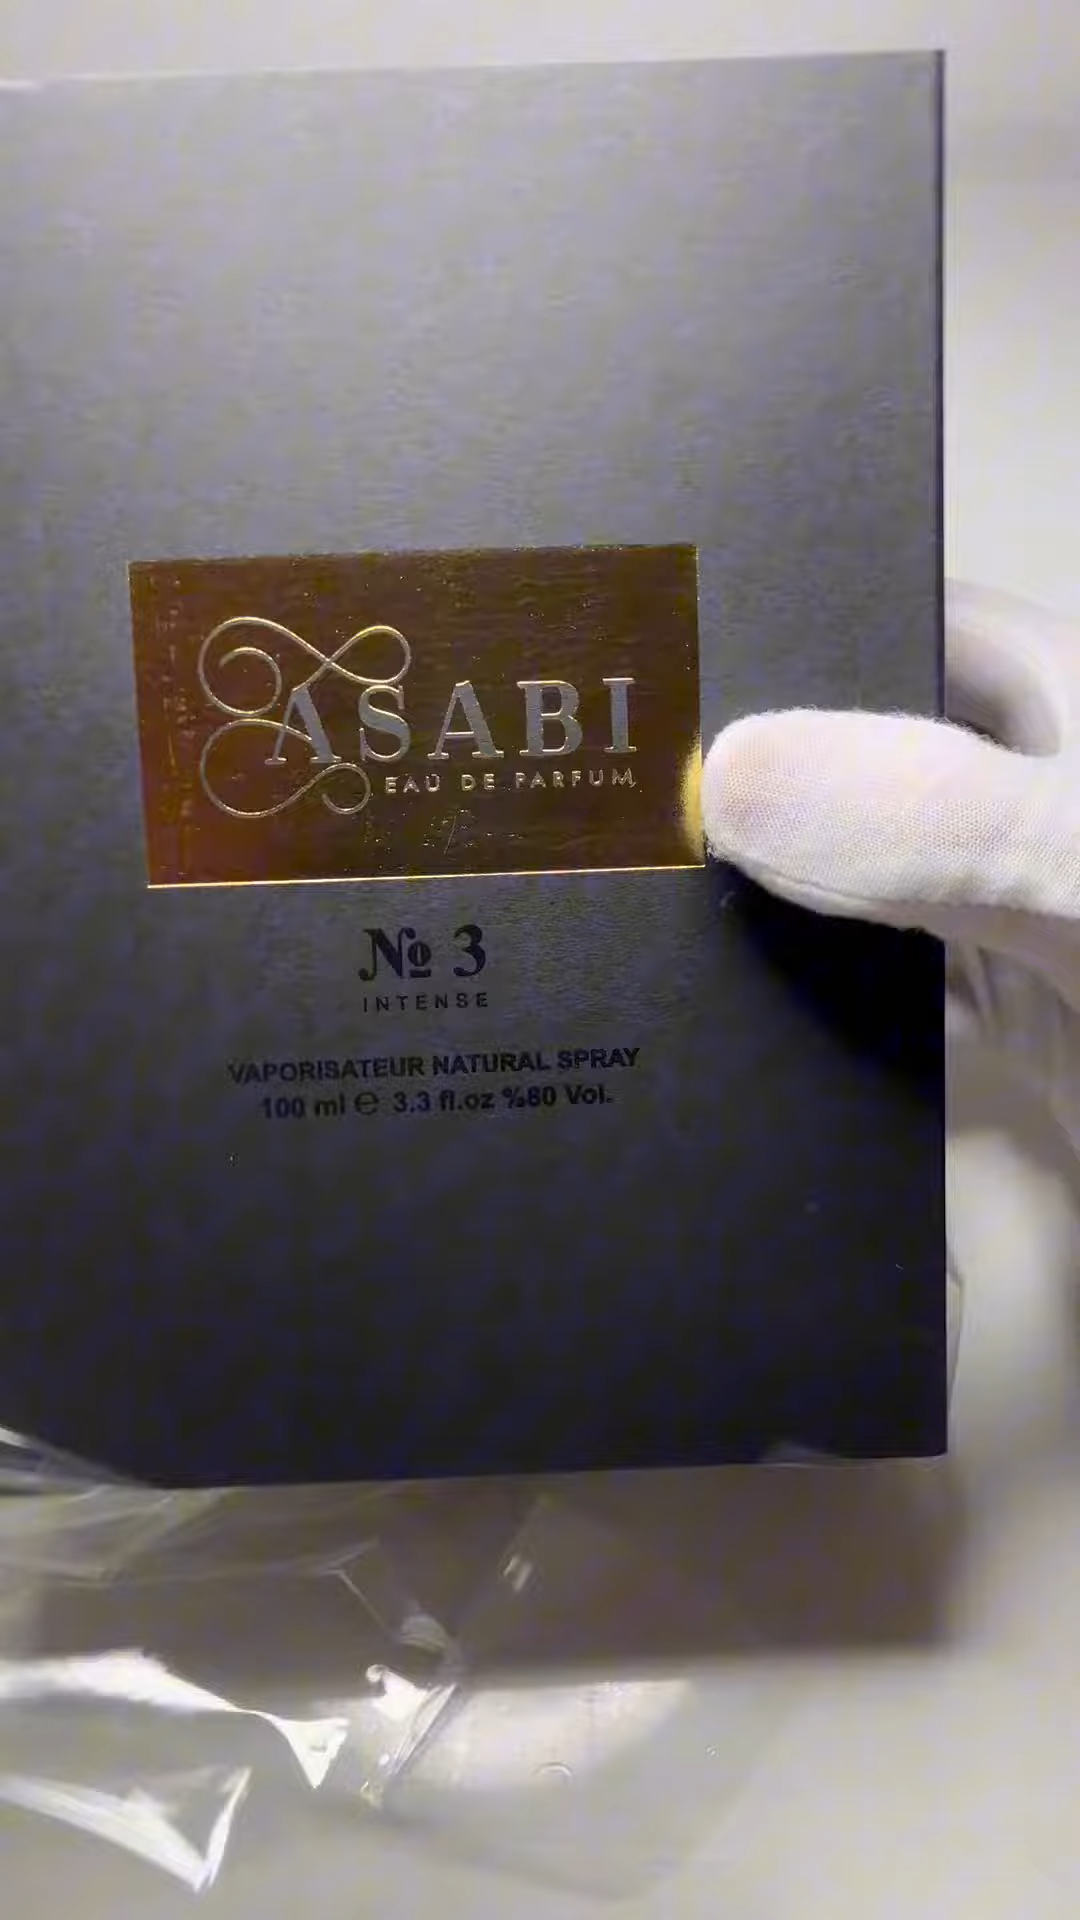 ASABI
EAU DE PARFUM
№ 3
INTENSE
VAPORISATEUR NATURAL SPRAY
100 ml ℮ 3.3 fl.oz %80 Vol.